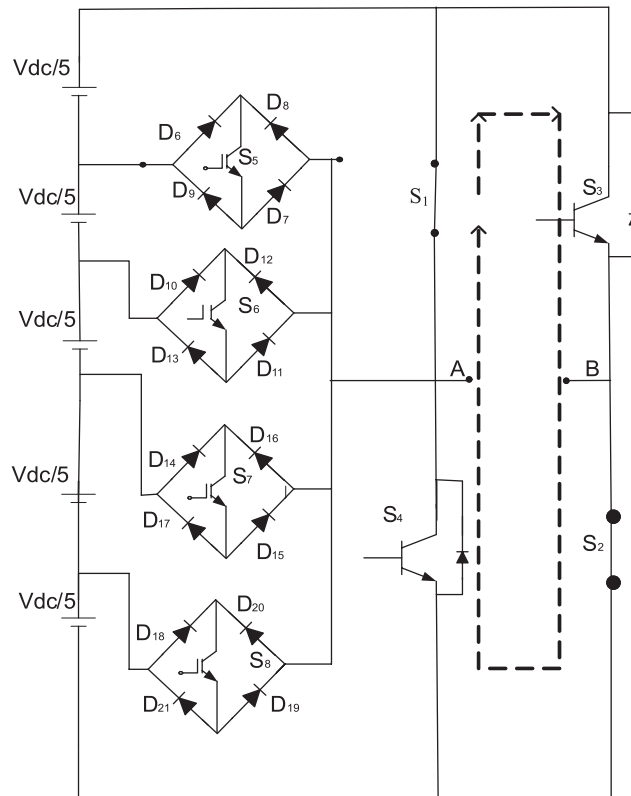 Vdc/5
D8
D6
S5
D9
D7
S3
S1
Vdc/5
D12
D10
S6
Vdc/5
D13
D11
A
B
D16
D14
S7
Vdc/5
D17
D15
S4
S2
Vdc/5
D20
D18
S8
D21
D19